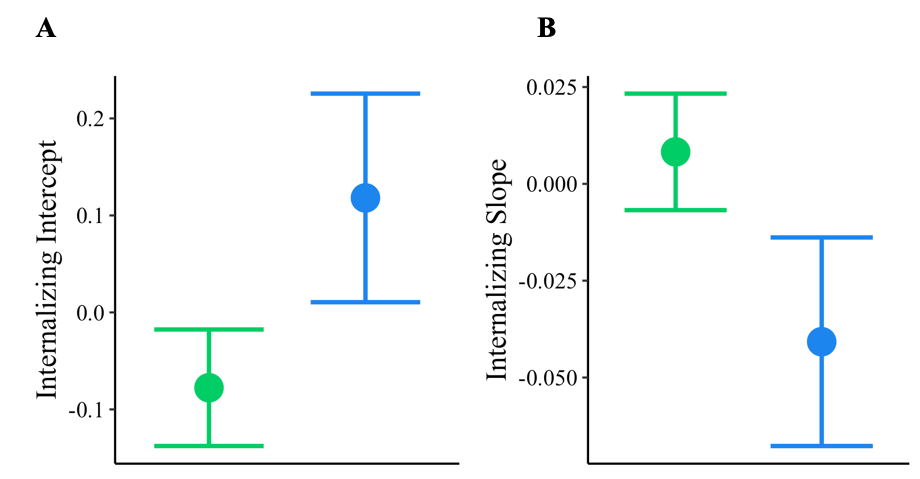 A
Internalizing Intercept
0.2
0.1
0.0
-0.1
B
Internalizing Slope
0.025
0.000
-0.025
-0.050